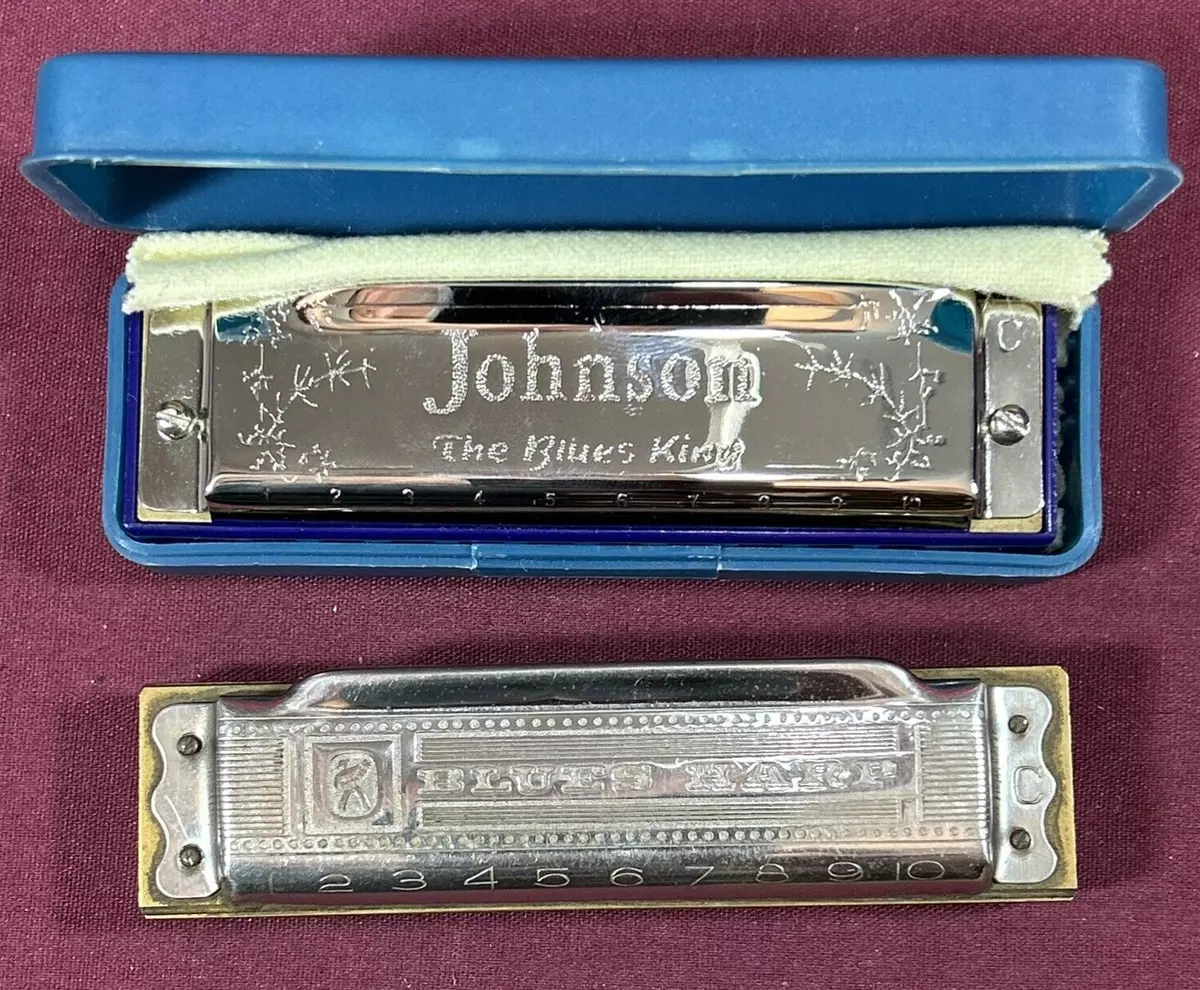 C
Johnson
The Blues King
1 2 3 4 5 6 7 8 9 10
BLUES HARP
C
1 2 3 4 5 6 7 8 9 10